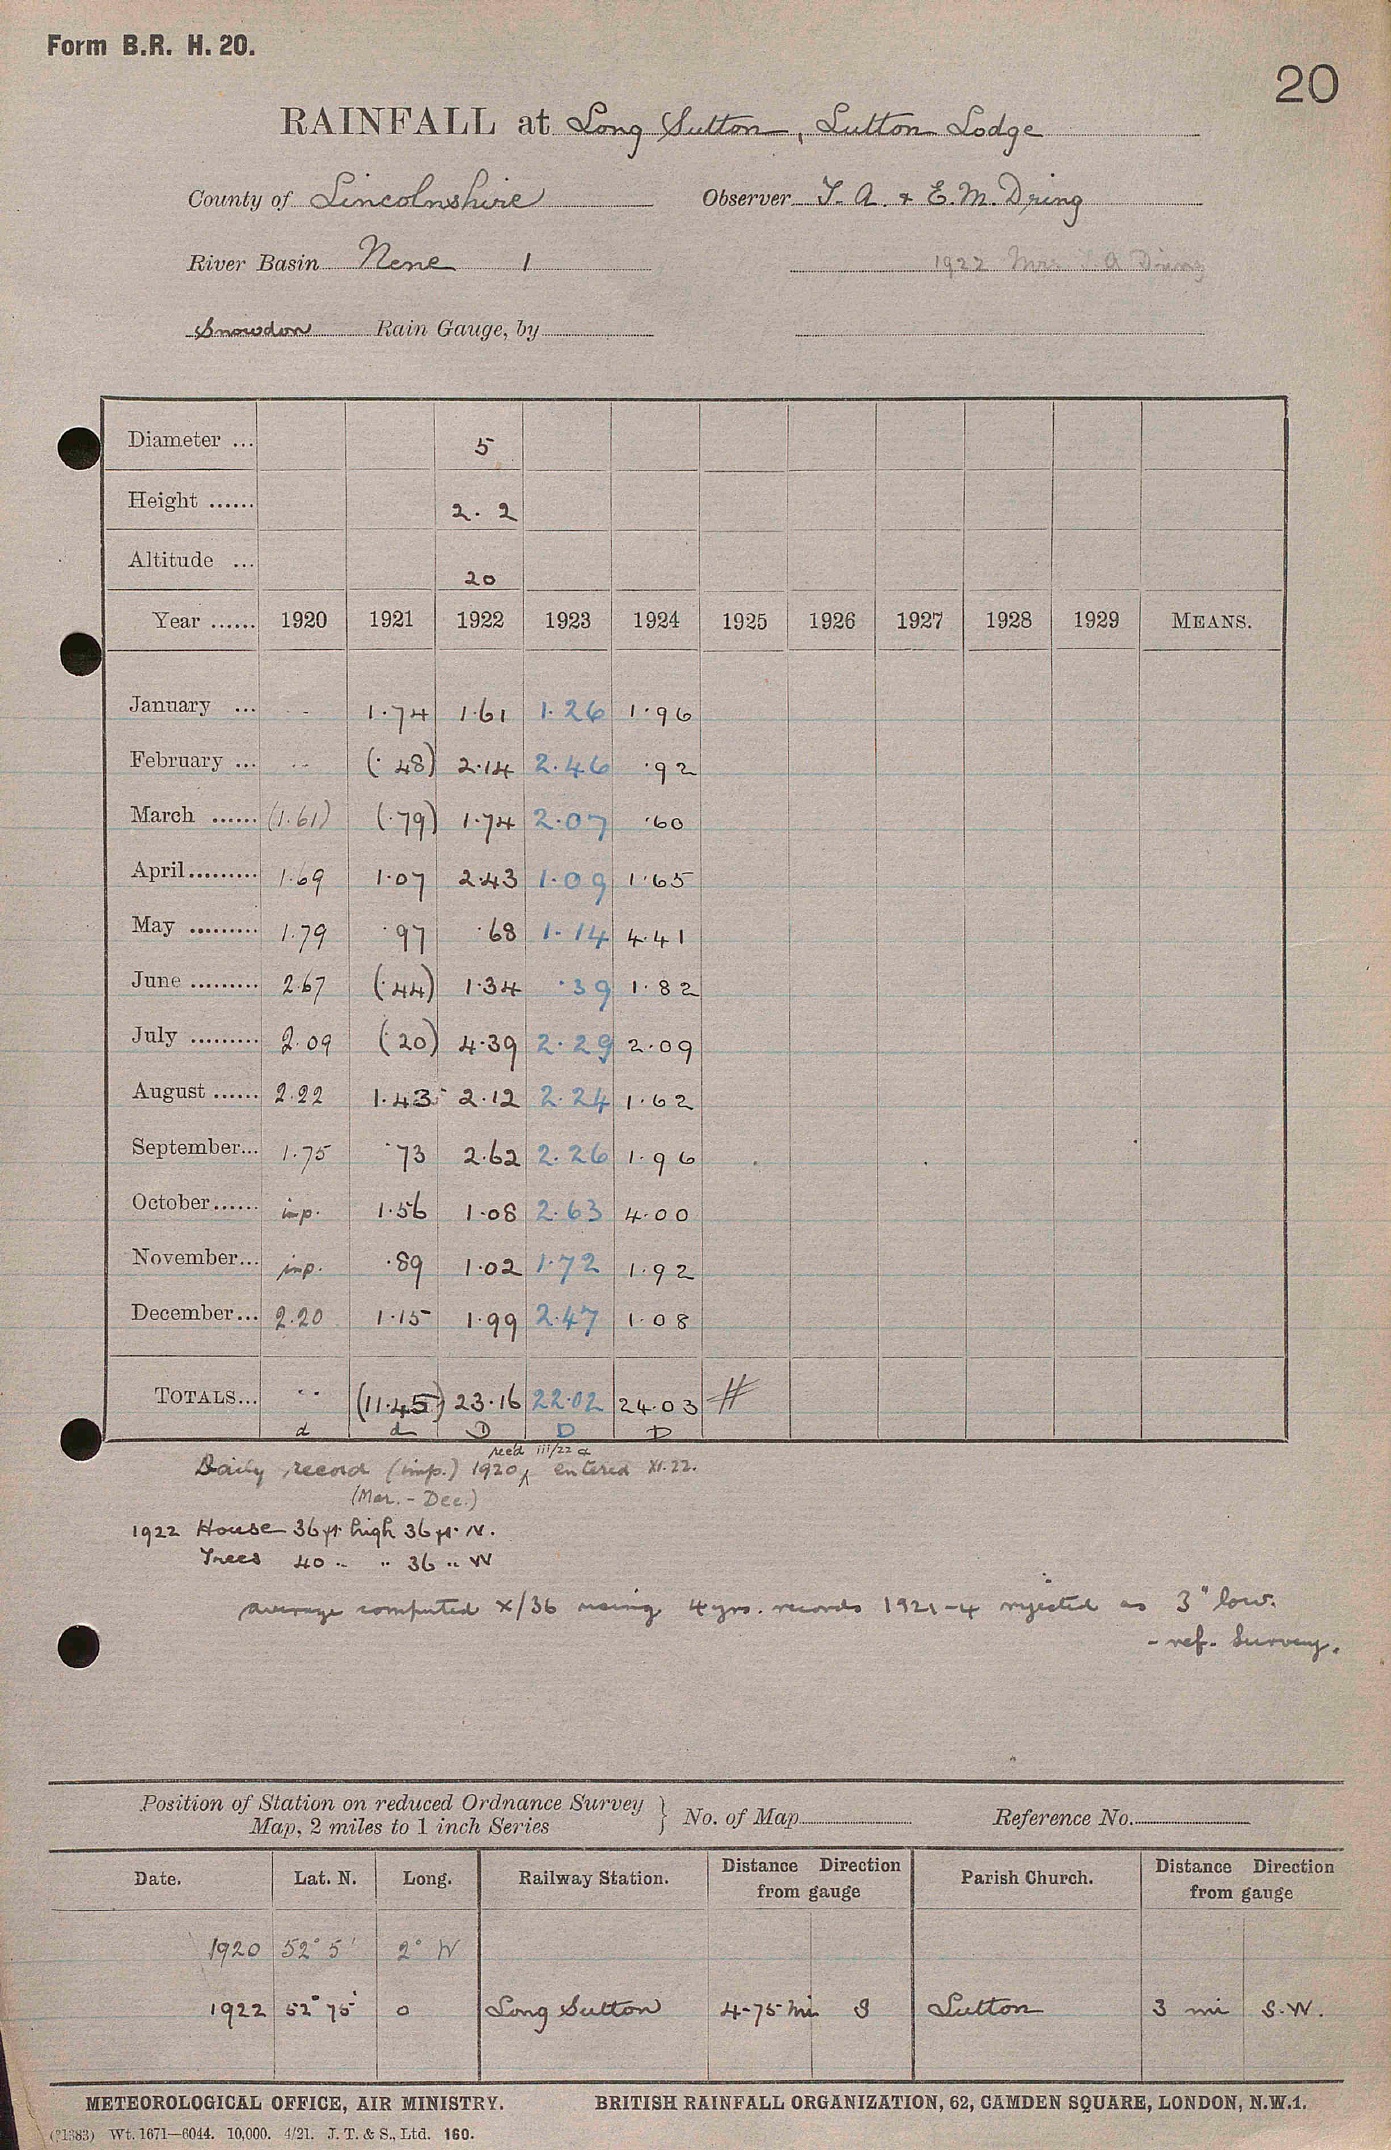 Form B.R. H. 20.
20
RAINFALL at Long Sutton, Lutton Lodge
County of Lincolnshire Observer T. A. & E. M. Dring
River Basin Nene 1 1922 Mrs A Dring
Snowdon Rain Gauge, by
Diameter ... 5
Height ...... 2. 2
Altitude ... 20
Year ...... 1920 1921 1922 1923 1924 1925 1926 1927 1928 1929 MEANS.
January ... - 1.74 1.61 1.26 1.96
February ... .. (.48) 2.14 2.46 .92
March ...... (1.61) (.79) 1.74 2.07 .60
April......... 1.69 1.07 2.43 1.09 1.65
May ......... 1.79 .97 .68 1.14 4.41
June ......... 2.67 (.44) 1.34 .39 1.82
July ......... 2.09 (.20) 4.39 2.29 2.09
August ...... 2.22 1.43 2.12 2.24 1.62
September... 1.75 .73 2.62 2.26 1.96
October...... imp. 1.56 1.08 2.63 4.00
November... imp. .89 1.02 1.72 1.92
December... 2.20 1.15 1.99 2.47 1.08
TOTALS... .. (11.45) 23.16 22.02 24.03 #
d d D D D
rec'd iii/22 a
Daily record (imp.) 1920, entered XI.22.
(Mar. - Dec.)
1922 House 36 ft. high 36 ft. N.
Trees 40 .. .. 36 .. W
average computed X/36 using 4 yrs. records 1921-4 rejected as 3" low.
- ref. Survey.
Position of Station on reduced Ordnance Survey } No. of Map Reference No.
Map, 2 miles to 1 inch Series
Date. Lat. N. Long. Railway Station. Distance Direction from gauge Parish Church. Distance Direction from gauge
1920 52° 5' 2° W
1922 52° 75' 0 Long Sutton 4.75 mi S Lutton 3 mi S.W.
METEOROLOGICAL OFFICE, AIR MINISTRY. BRITISH RAINFALL ORGANIZATION, 62, CAMDEN SQUARE, LONDON, N.W.1.
Wt. 1671—6044. 10,000. 4/21. J. T. & S., Ltd. 160.